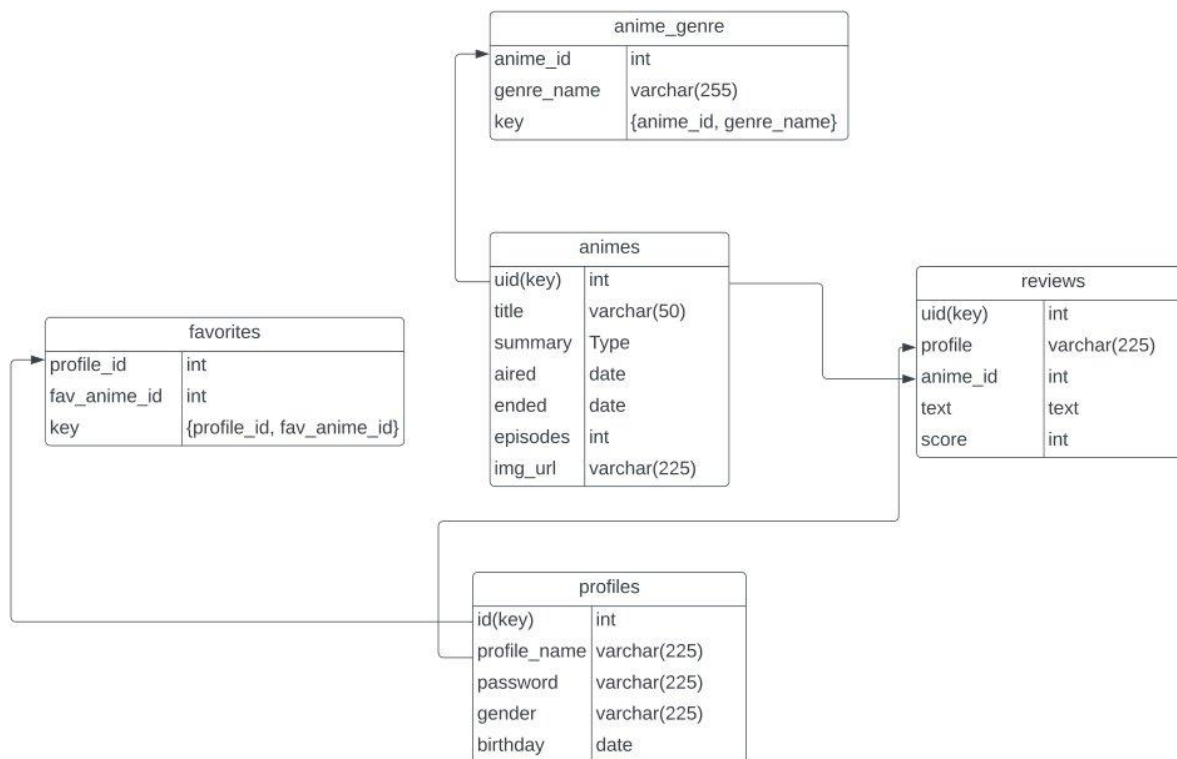 anime_genre
anime_id int
genre_name varchar(255)
key {anime_id, genre_name}
animes
uid(key) int
title varchar(50)
summary Type
aired date
ended date
episodes int
img_url varchar(225)
reviews
uid(key) int
profile varchar(225)
anime_id int
text text
score int
favorites
profile_id int
fav_anime_id int
key {profile_id, fav_anime_id}
profiles
id(key) int
profile_name varchar(225)
password varchar(225)
gender varchar(225)
birthday date